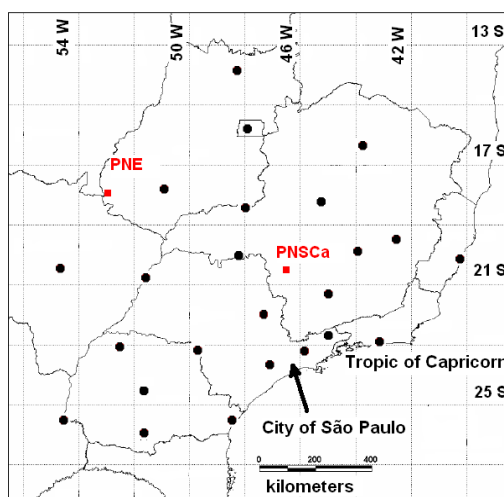 54 W
50 W
46 W
42 W
13 S
17 S
PNE
PNSCa
21 S
Tropic of Capricorn
25 S
City of São Paulo
0 200 400
kilometers